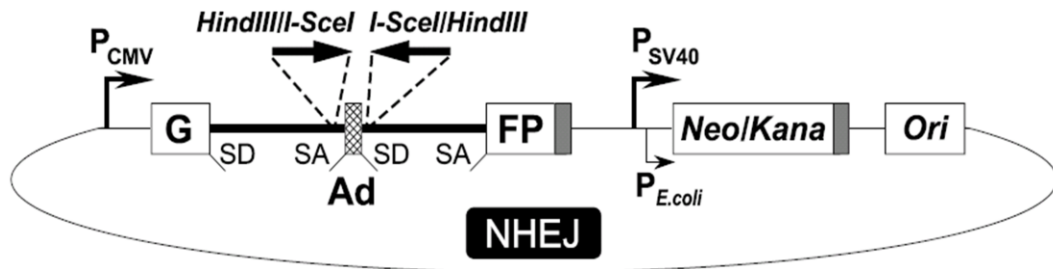 HindIII/I-SceI I-SceI/HindIII
PCMV PSV40
G FP Neo/Kana Ori
SD SA SD SA
Ad PE.coli
NHEJ